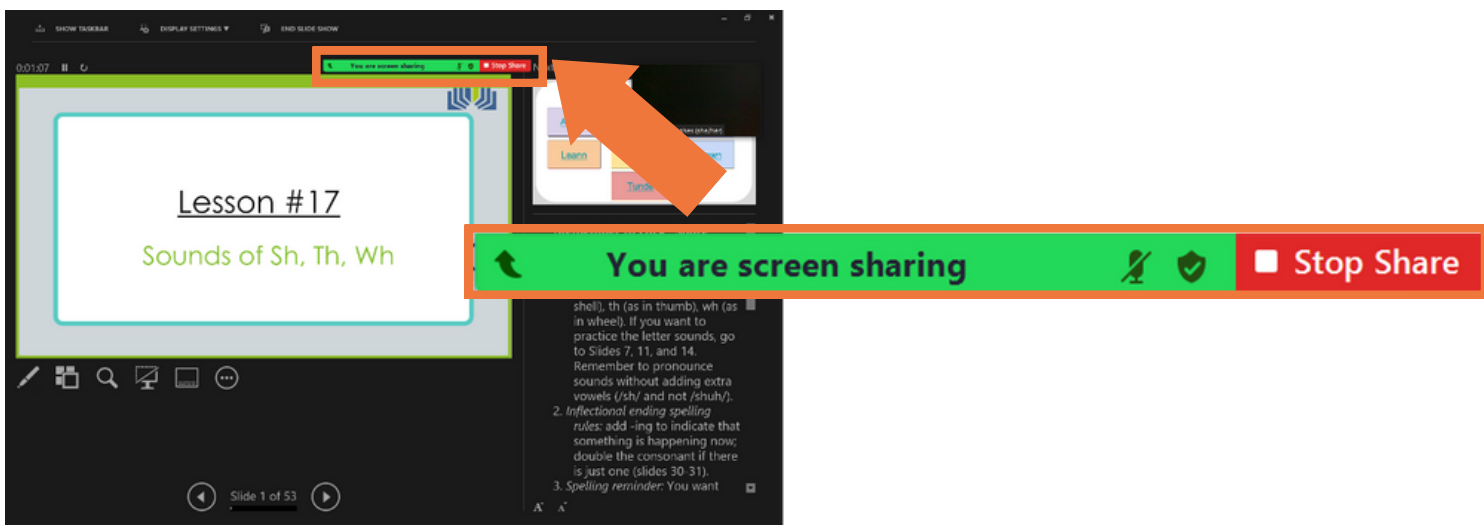 SHOW TASKBAR
DISPLAY SETTINGS ▼
END SLIDE SHOW
0:01:07
You are screen sharing
Stop Share
Lesson #17
Sounds of Sh, Th, Wh
Learn
You are screen sharing
Stop Share
shell), th (as in thumb), wh (as
in wheel). If you want to
practice the letter sounds, go
to Slides 7, 11, and 14.
Remember to pronounce
sounds without adding extra
vowels (/sh/ and not /shuh/).
2. Inflectional ending spelling
rules: add -ing to indicate that
something is happening now;
double the consonant if there
is just one (slides 30-31).
3. Spelling reminder: You want
Slide 1 of 53
A A